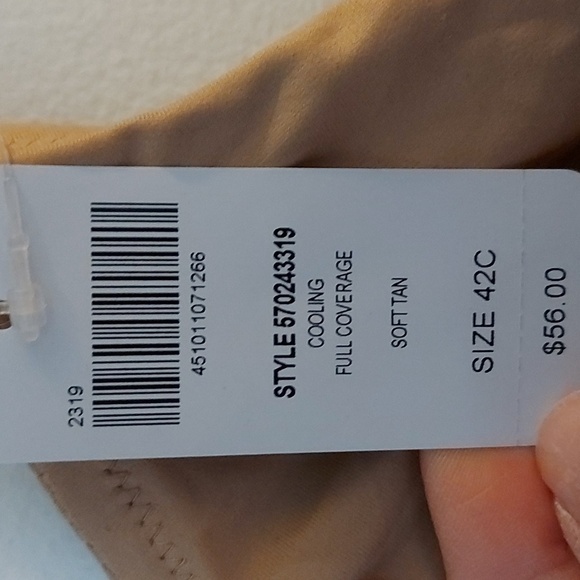 2319
451011071266
STYLE 570243319
COOLING
FULL COVERAGE
SOFT TAN
SIZE 42C
$56.00